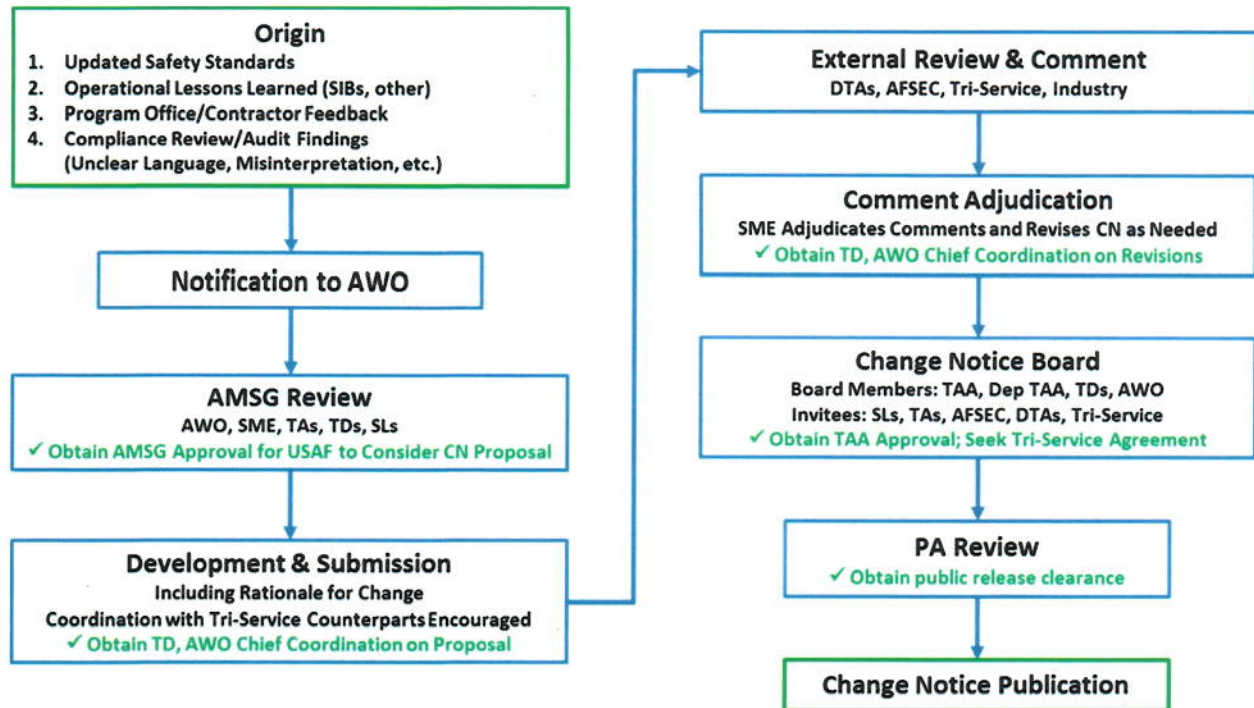 Origin
1. Updated Safety Standards
2. Operational Lessons Learned (SIBs, other)
3. Program Office/Contractor Feedback
4. Compliance Review/Audit Findings
(Unclear Language, Misinterpretation, etc.)
Notification to AWO
AMSG Review
AWO, SME, TAs, TDs, SLs
✓ Obtain AMSG Approval for USAF to Consider CN Proposal
Development & Submission
Including Rationale for Change
Coordination with Tri-Service Counterparts Encouraged
✓ Obtain TD, AWO Chief Coordination on Proposal
External Review & Comment
DTAs, AFSEC, Tri-Service, Industry
Comment Adjudication
SME Adjudicates Comments and Revises CN as Needed
✓ Obtain TD, AWO Chief Coordination on Revisions
Change Notice Board
Board Members: TAA, Dep TAA, TDs, AWO
Invitees: SLs, TAs, AFSEC, DTAs, Tri-Service
✓ Obtain TAA Approval; Seek Tri-Service Agreement
PA Review
✓ Obtain public release clearance
Change Notice Publication